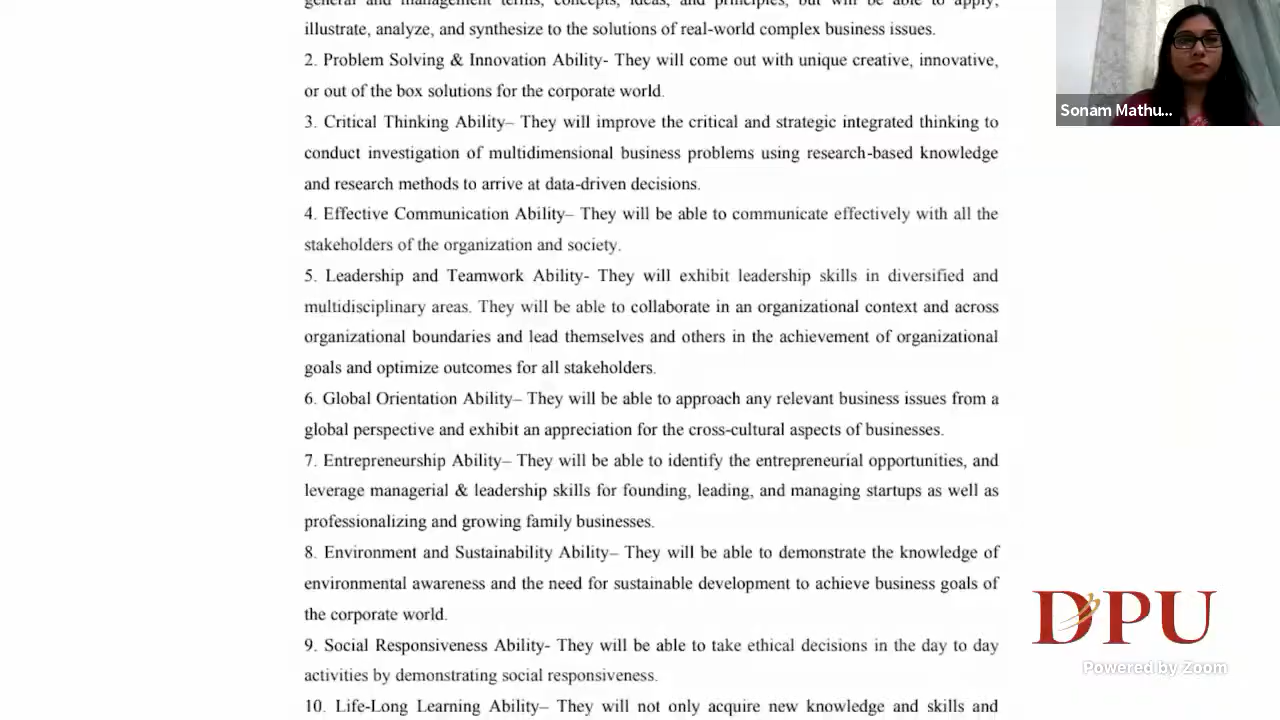 general and management terms, concepts, ideas, and principles, but will be able to apply,
illustrate, analyze, and synthesize to the solutions of real-world complex business issues.
2. Problem Solving & Innovation Ability- They will come out with unique creative, innovative,
or out of the box solutions for the corporate world.
3. Critical Thinking Ability– They will improve the critical and strategic integrated thinking to
conduct investigation of multidimensional business problems using research-based knowledge
and research methods to arrive at data-driven decisions.
4. Effective Communication Ability– They will be able to communicate effectively with all the
stakeholders of the organization and society.
5. Leadership and Teamwork Ability- They will exhibit leadership skills in diversified and
multidisciplinary areas. They will be able to collaborate in an organizational context and across
organizational boundaries and lead themselves and others in the achievement of organizational
goals and optimize outcomes for all stakeholders.
6. Global Orientation Ability– They will be able to approach any relevant business issues from a
global perspective and exhibit an appreciation for the cross-cultural aspects of businesses.
7. Entrepreneurship Ability– They will be able to identify the entrepreneurial opportunities, and
leverage managerial & leadership skills for founding, leading, and managing startups as well as
professionalizing and growing family businesses.
8. Environment and Sustainability Ability– They will be able to demonstrate the knowledge of
environmental awareness and the need for sustainable development to achieve business goals of
the corporate world.
9. Social Responsiveness Ability- They will be able to take ethical decisions in the day to day
activities by demonstrating social responsiveness.
10. Life-Long Learning Ability– They will not only acquire new knowledge and skills and
Sonam Mathu...
DPU
Powered by Zoom